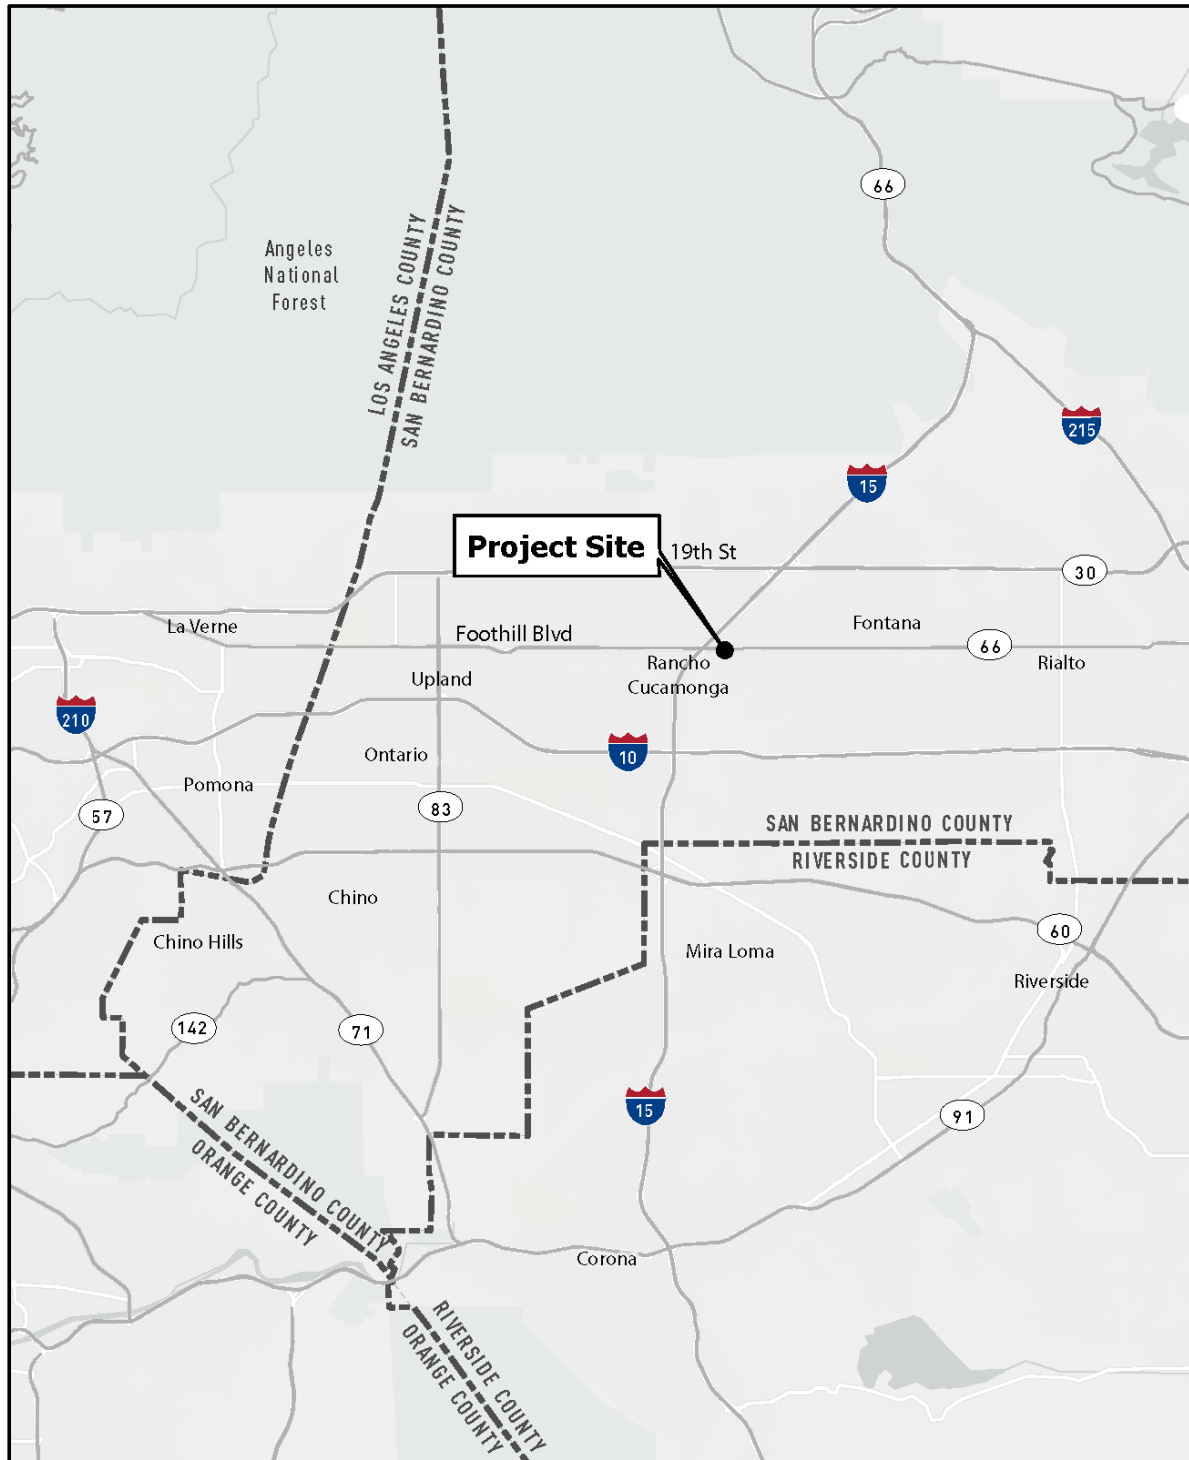 66
Angeles
National
Forest
LOS ANGELES COUNTY
SAN BERNARDINO COUNTY
215
15
Project Site
19th St
30
La Verne
Foothill Blvd
Fontana
66
Rancho
Cucamonga
Rialto
Upland
210
Ontario
10
Pomona
83
57
SAN BERNARDINO COUNTY
RIVERSIDE COUNTY
Chino
Chino Hills
60
Mira Loma
Riverside
142
71
15
91
SAN BERNARDINO COUNTY
ORANGE COUNTY
Corona
RIVERSIDE COUNTY
ORANGE COUNTY